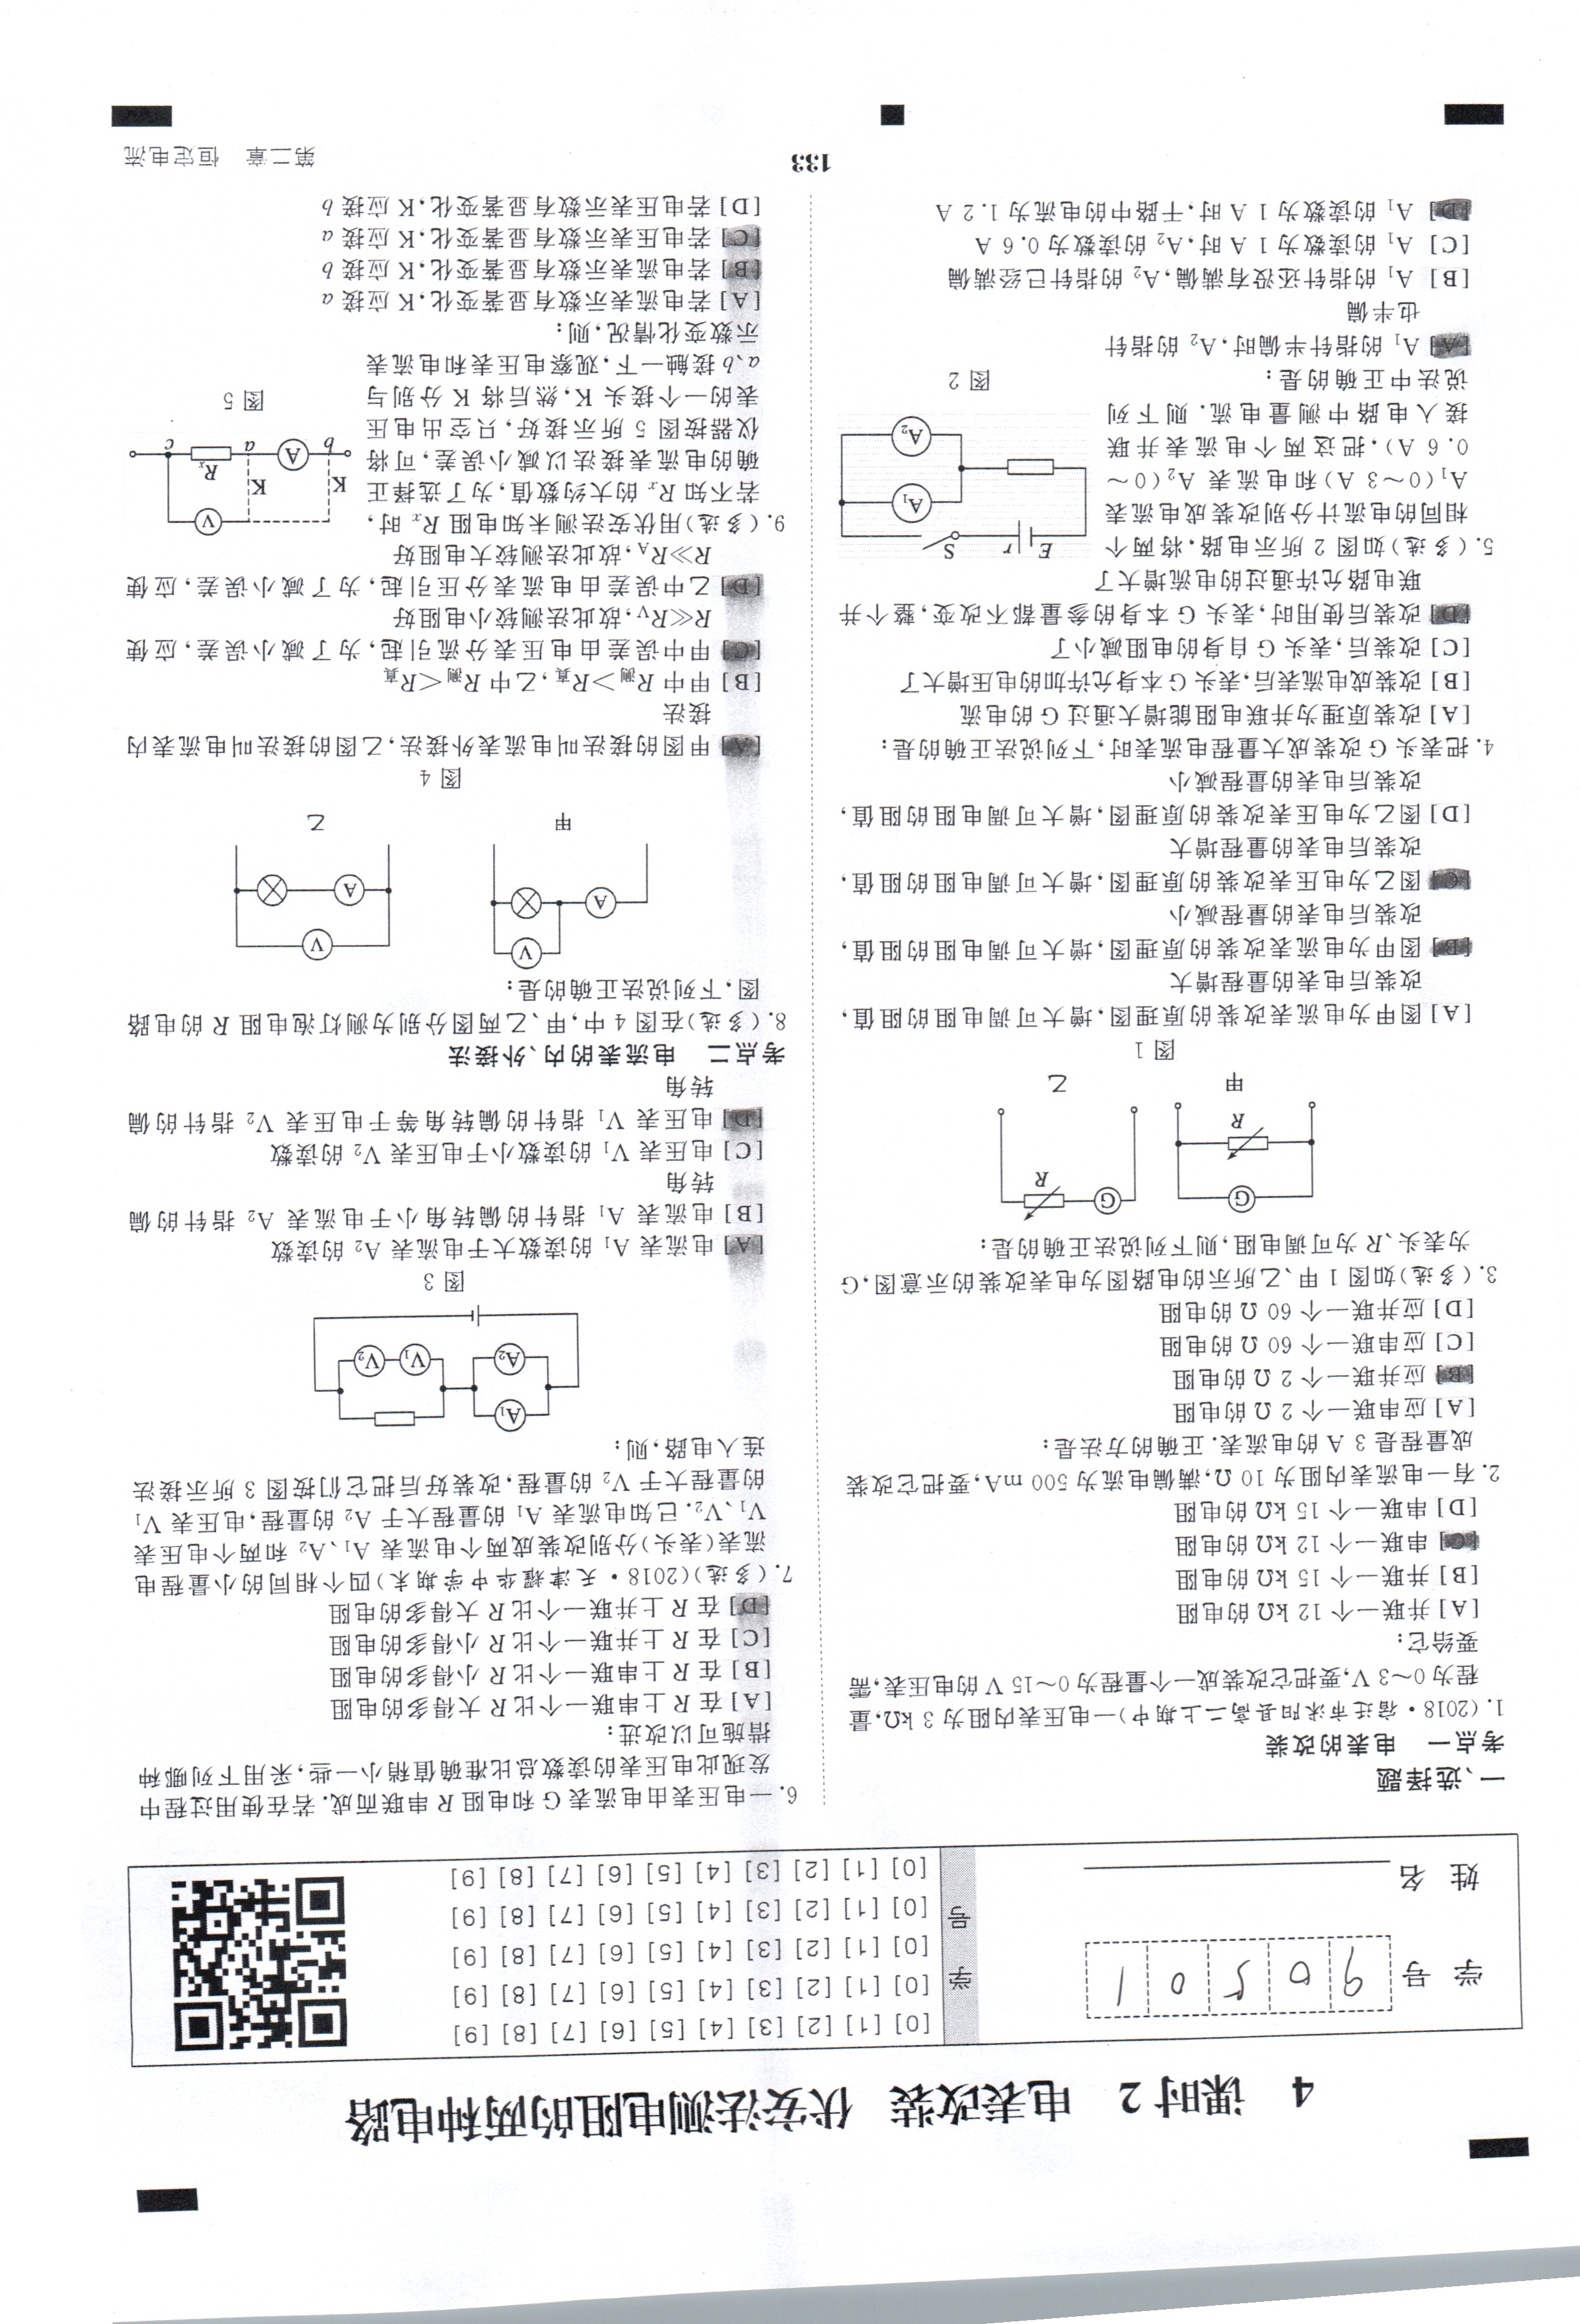 4 课时2 电表改装 伏安法测电阻的两种电路
学 号 9 0 5 0 1
姓 名
学号
[0] [1] [2] [3] [4] [5] [6] [7] [8] [9]
[0] [1] [2] [3] [4] [5] [6] [7] [8] [9]
[0] [1] [2] [3] [4] [5] [6] [7] [8] [9]
[0] [1] [2] [3] [4] [5] [6] [7] [8] [9]
[0] [1] [2] [3] [4] [5] [6] [7] [8] [9]
一、选择题
考点一 电表的改装
1.(2018·宿迁市沭阳县高二上期中)一电压表内阻为 3 kΩ,量
程为 0～3 V,要把它改装成一个量程为 0～15 V 的电压表,需
要给它:
[A] 并联一个 12 kΩ 的电阻
[B] 并联一个 15 kΩ 的电阻
[C] 串联一个 12 kΩ 的电阻
[D] 串联一个 15 kΩ 的电阻
2. 有一电流表内阻为 10 Ω,满偏电流为 500 mA,要把它改装
成量程是 3 A 的电流表. 正确的方法是:
[A] 应串联一个 2 Ω 的电阻
[B] 应并联一个 2 Ω 的电阻
[C] 应串联一个 60 Ω 的电阻
[D] 应并联一个 60 Ω 的电阻
3.(多选)如图 1 甲、乙所示的电路图为电表改装的示意图,G
为表头、R 为可调电阻,则下列说法正确的是:
G
R
甲
G
R
乙
图 1
[A] 图甲为电流表改装的原理图,增大可调电阻的阻值,
改装后电表的量程增大
[B] 图甲为电流表改装的原理图,增大可调电阻的阻值,
改装后电表的量程减小
[C] 图乙为电压表改装的原理图,增大可调电阻的阻值,
改装后电表的量程增大
[D] 图乙为电压表改装的原理图,增大可调电阻的阻值,
改装后电表的量程减小
4. 把表头 G 改装成大量程电流表时,下列说法正确的是:
[A] 改装原理为并联电阻能增大通过 G 的电流
[B] 改装成电流表后,表头 G 本身允许加的电压增大了
[C] 改装后,表头 G 自身的电阻减小了
[D] 改装后使用时,表头 G 本身的参量都不改变,整个并
联电路允许通过的电流增大了
5.(多选)如图 2 所示电路,将两个
相同的电流计分别改装成电流表
A₁(0～3 A)和电流表 A₂(0～
0.6 A),把这两个电流表并联
接入电路中测量电流. 则下列
说法中正确的是:
E r S
A₁
A₂
图 2
[A] A₁ 的指针半偏时,A₂ 的指针
也半偏
[B] A₁ 的指针还没有满偏,A₂ 的指针已经满偏
[C] A₁ 的读数为 1 A 时,A₂ 的读数为 0.6 A
[D] A₁ 的读数为 1 A 时,干路中的电流为 1.2 A
6. 一电压表由电流表 G 和电阻 R 串联而成. 若在使用过程中
发现此电压表的读数总比准确值稍小一些,采用下列哪种
措施可以改进:
[A] 在 R 上串联一个比 R 大得多的电阻
[B] 在 R 上串联一个比 R 小得多的电阻
[C] 在 R 上并联一个比 R 小得多的电阻
[D] 在 R 上并联一个比 R 大得多的电阻
7.(多选)(2018·天津耀华中学期末)四个相同的小量程电
流表(表头)分别改装成两个电流表 A₁、A₂ 和两个电压表
V₁、V₂. 已知电流表 A₁ 的量程大于 A₂ 的量程,电压表 V₁
的量程大于 V₂ 的量程,改装好后把它们按图 3 所示接法
连入电路,则:
A₁
A₂ V₁ V₂
图 3
[A] 电流表 A₁ 的读数大于电流表 A₂ 的读数
[B] 电流表 A₁ 指针的偏转角小于电流表 A₂ 指针的偏
转角
[C] 电压表 V₁ 的读数小于电压表 V₂ 的读数
[D] 电压表 V₁ 指针的偏转角等于电压表 V₂ 指针的偏
转角
考点二 电流表的内、外接法
8.(多选)在图 4 中,甲、乙两图分别为测灯泡电阻 R 的电路
图,下列说法正确的是:
V
A
甲
V
A
乙
图 4
[A] 甲图的接法叫电流表外接法,乙图的接法叫电流表内
接法
[B] 甲中 R测>R真,乙中 R测<R真
[C] 甲中误差由电压表分流引起,为了减小误差,应使
R≪RV,故此法测较小电阻好
[D] 乙中误差由电流表分压引起,为了减小误差,应使
R≫RA,故此法测较大电阻好
9.(多选)用伏安法测未知电阻 Rx 时,
若不知 Rx 的大约数值,为了选择正
确的电流表接法以减小误差,可将
仪器按图 5 所示接好,只空出电压
表的一个接头 K,然后将 K 分别与
a、b 接触一下,观察电压表和电流表
示数变化情况,则:
V
K K
A Rx
b a c
图 5
[A] 若电流表示数有显著变化,K 应接 a
[B] 若电流表示数有显著变化,K 应接 b
[C] 若电压表示数有显著变化,K 应接 a
[D] 若电压表示数有显著变化,K 应接 b
133
第二章 恒定电流